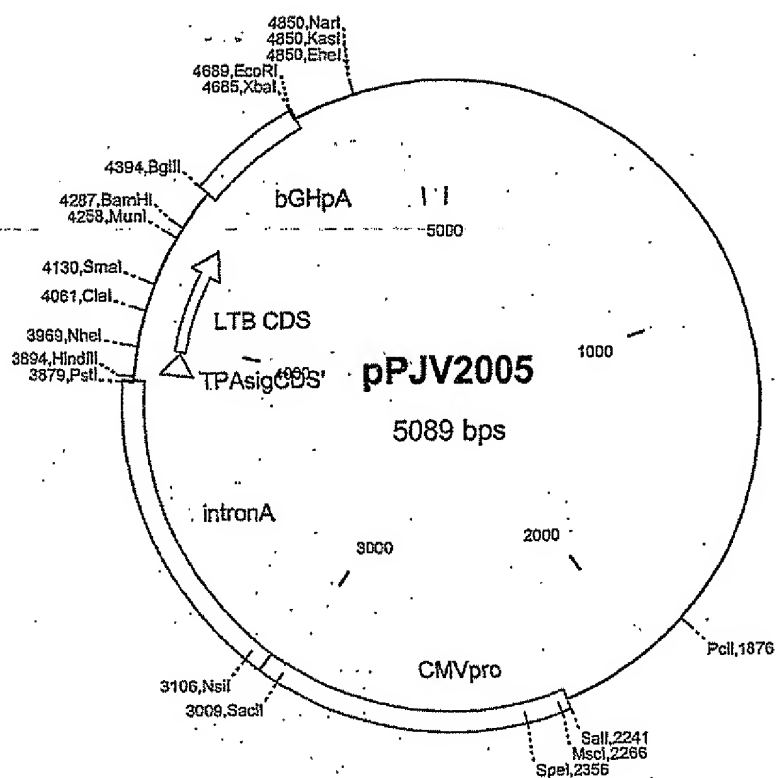 4850,NarI
4850,KasI
4850,EheI
4689,EcoRI
4685,XbaI
4394,BglII
4287,BamHI
4258,MunI
4130,SmaI
4061,ClaI
3969,NheI
3894,HindIII
3879,PstI
bGHpA
5000
LTB CDS
TPAsigCDS'
4000
pPJV2005
5089 bps
1000
intronA
3000
2000
CMVpro
PciI,1876
3106,NsiI
3009,SacII
SalI,2241
MscI,2266
SpeI,2356